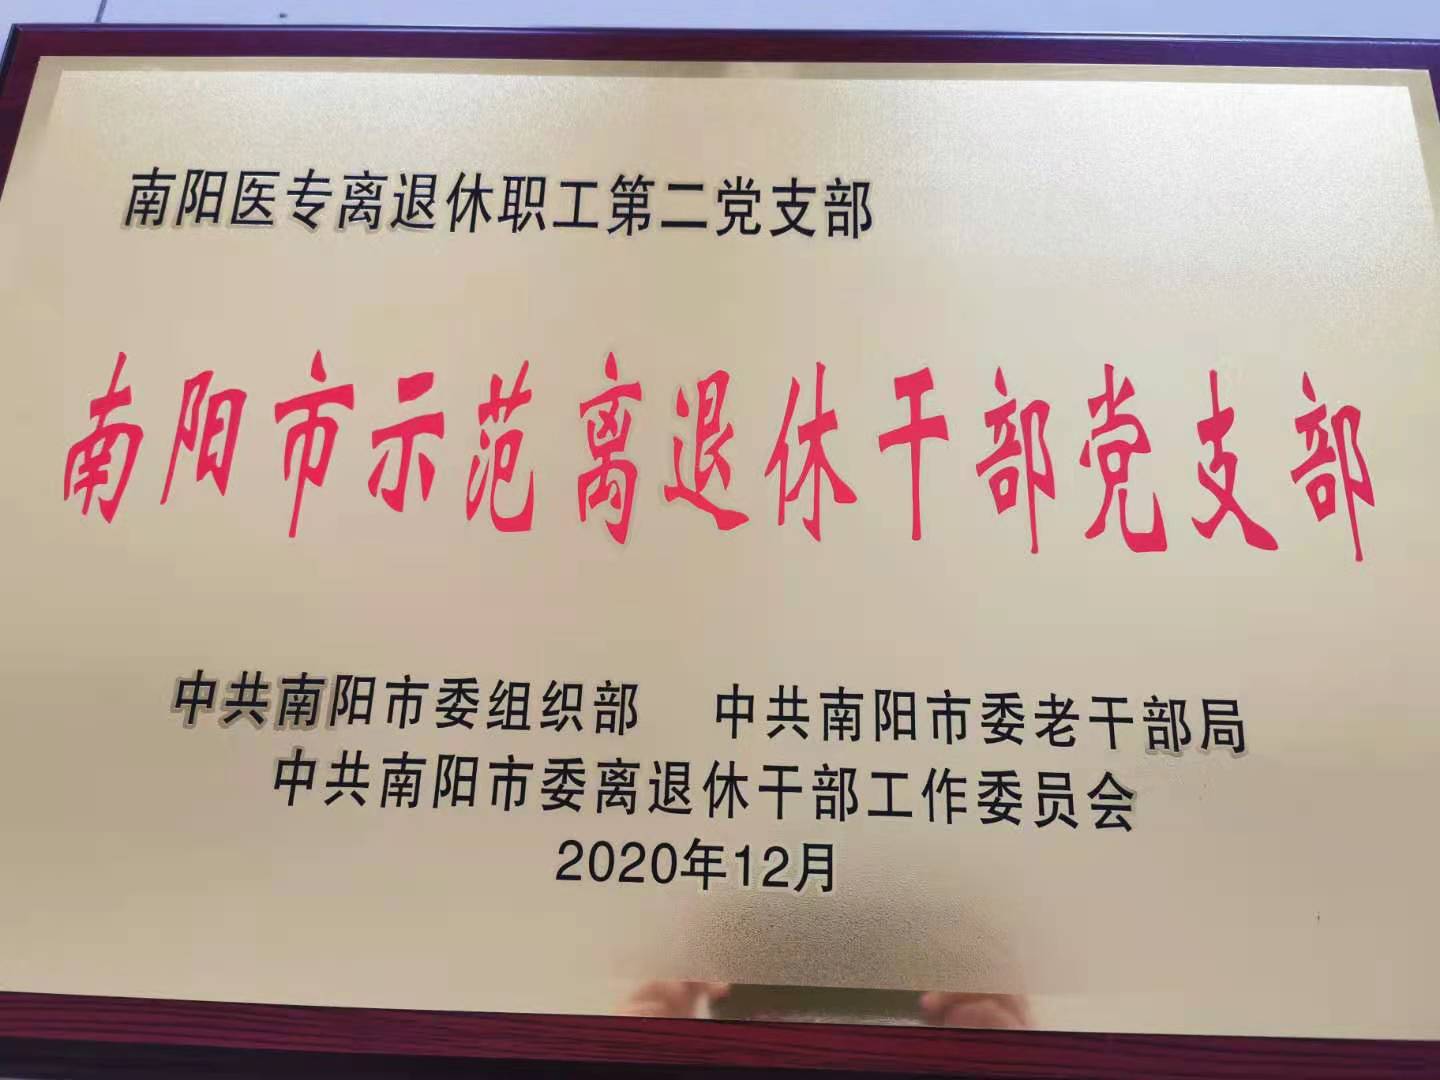 南阳医专离退休职工第二党支部
南阳市示范离退休干部党支部
中共南阳市委组织部 中共南阳市委老干部局
中共南阳市委离退休干部工作委员会
2020年12月